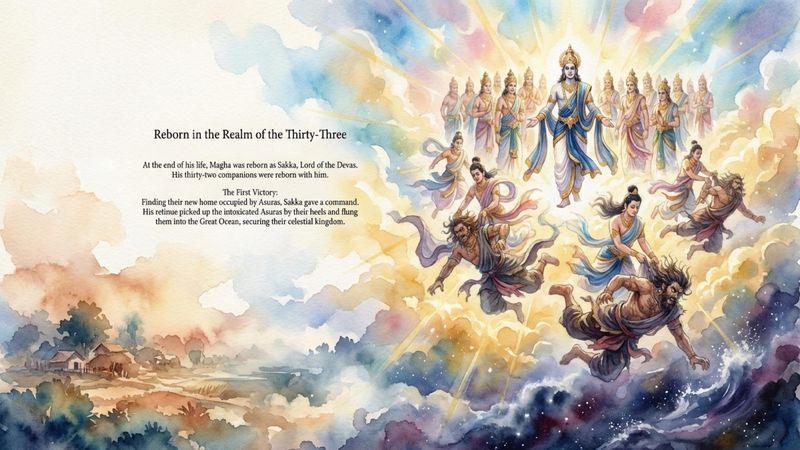 Reborn in the Realm of the Thirty-Three
At the end of his life, Magha was reborn as Sakka, Lord of the Devas.
His thirty-two companions were reborn with him.
The First Victory:
Finding their new home occupied by Asuras, Sakka gave a command.
His retinue picked up the intoxicated Asuras by their heels and flung
them into the Great Ocean, securing their celestial kingdom.